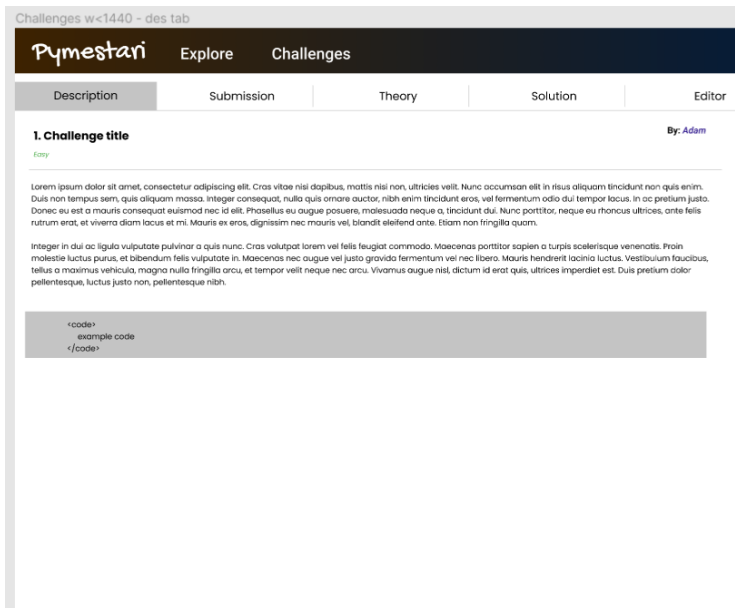 Challenges w<1440 - des tab
Pymestari Explore Challenges
Description Submission Theory Solution Editor
1. Challenge title By: Adam
Easy
Lorem ipsum dolor sit amet, consectetur adipiscing elit. Cras vitae nisi dapibus, mattis nisi non, ultricies velit. Nunc accumsan elit in risus aliquam tincidunt non quis enim.
Duis non tempus sem, quis aliquam massa. Integer consequat, nulla quis ornare auctor, nibh enim tincidunt eros, vel fermentum odio dui tempor lacus. In ac pretium justo.
Donec eu est a mauris consequat euismod nec id elit. Phasellus eu augue posuere, malesuada neque a, tincidunt dui. Nunc porttitor, neque eu rhoncus ultrices, ante felis
rutrum erat, et viverra diam lacus et mi. Mauris ex eros, dignissim nec mauris vel, blandit eleifend ante. Etiam non fringilla quam.
Integer in dui ac ligula vulputate pulvinar a quis nunc. Cras volutpat lorem vel felis feugiat commodo. Maecenas porttitor sapien a turpis scelerisque venenatis. Proin
molestie luctus purus, et bibendum felis vulputate in. Maecenas nec augue vel justo gravida fermentum vel nec libero. Mauris hendrerit lacinia luctus. Vestibulum faucibus,
tellus a maximus vehicula, magna nulla fringilla arcu, et tempor velit neque nec arcu. Vivamus augue nisl, dictum id erat quis, ultrices imperdiet est. Duis pretium dolor
pellentesque, luctus justo non, pellentesque nibh.
<code>
example code
</code>